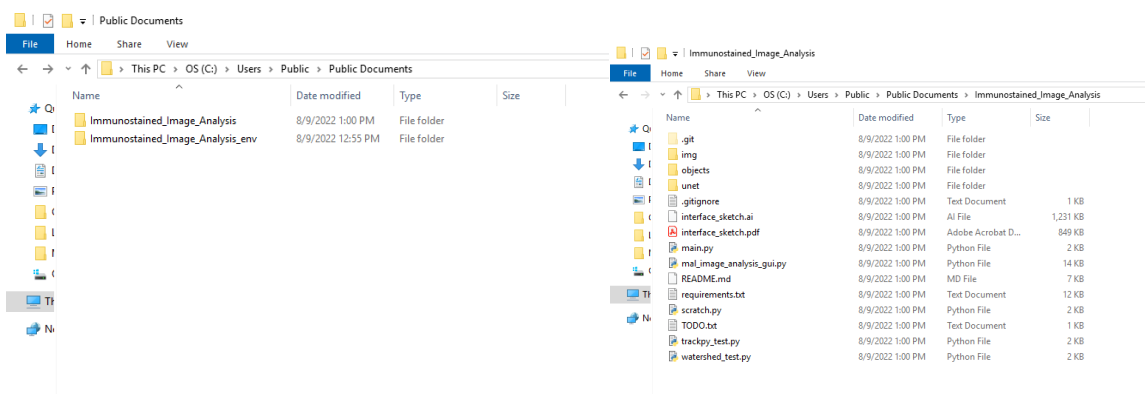 Public Documents
File Home Share View
This PC > OS (C:) > Users > Public > Public Documents
Name Date modified Type Size
Immunostained_Image_Analysis 8/9/2022 1:00 PM File folder
Immunostained_Image_Analysis_env 8/9/2022 12:55 PM File folder
Immunostained_Image_Analysis
File Home Share View
This PC > OS (C:) > Users > Public > Public Documents > Immunostained_Image_Analysis
Name Date modified Type Size
.git 8/9/2022 1:00 PM File folder
img 8/9/2022 1:00 PM File folder
objects 8/9/2022 1:00 PM File folder
unet 8/9/2022 1:00 PM File folder
.gitignore 8/9/2022 1:00 PM Text Document 1 KB
interface_sketch.ai 8/9/2022 1:00 PM AI File 1,231 KB
interface_sketch.pdf 8/9/2022 1:00 PM Adobe Acrobat D... 849 KB
main.py 8/9/2022 1:00 PM Python File 2 KB
mal_image_analysis_gui.py 8/9/2022 1:00 PM Python File 14 KB
README.md 8/9/2022 1:00 PM MD File 7 KB
requirements.txt 8/9/2022 1:00 PM Text Document 12 KB
scratch.py 8/9/2022 1:00 PM Python File 2 KB
TODO.txt 8/9/2022 1:00 PM Text Document 1 KB
trackpy_test.py 8/9/2022 1:00 PM Python File 2 KB
watershed_test.py 8/9/2022 1:00 PM Python File 2 KB